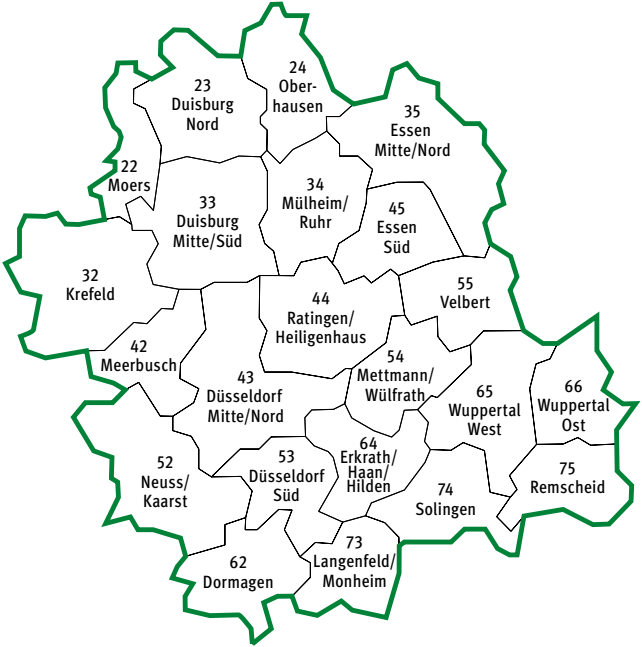 24
Ober-
hausen
23
Duisburg
Nord
35
Essen
Mitte/Nord
22
Moers
34
Mülheim/
Ruhr
33
Duisburg
Mitte/Süd
45
Essen
Süd
32
Krefeld
55
Velbert
44
Ratingen/
Heiligenhaus
42
Meerbusch
54
Mettmann/
Wülfrath
43
Düsseldorf
Mitte/Nord
65
Wuppertal
West
66
Wuppertal
Ost
64
Erkrath/
Haan/
Hilden
52
Neuss/
Kaarst
53
Düsseldorf
Süd
75
Remscheid
74
Solingen
73
Langenfeld/
Monheim
62
Dormagen